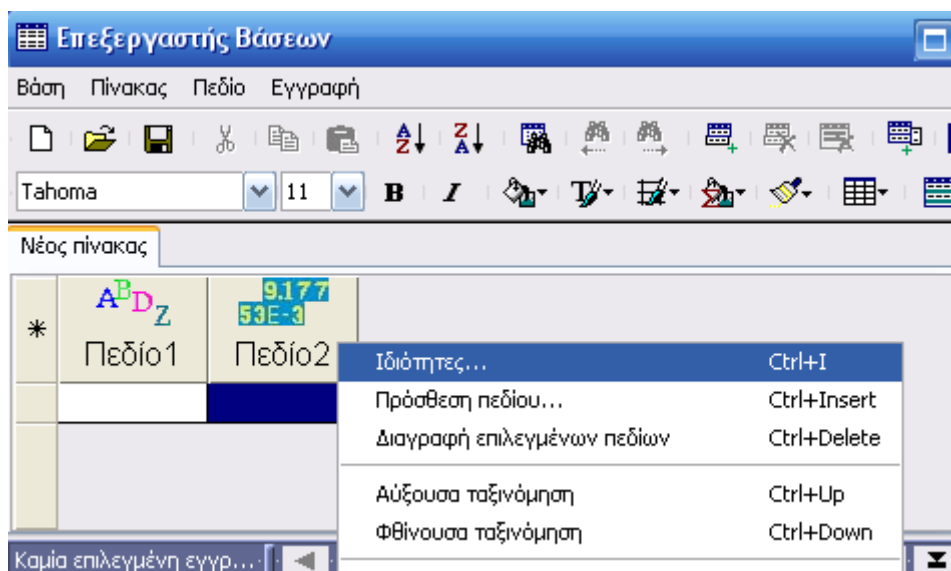 Επεξεργαστής Βάσεων
Βάση Πίνακας Πεδίο Εγγραφή
Tahoma 11 B I
Νέος πίνακας
ABDZ 9.177
53E-3
Πεδίο1 Πεδίο2
Ιδιότητες... Ctrl+I
Πρόσθεση πεδίου... Ctrl+Insert
Διαγραφή επιλεγμένων πεδίων Ctrl+Delete
Αύξουσα ταξινόμηση Ctrl+Up
Φθίνουσα ταξινόμηση Ctrl+Down
Καμία επιλεγμένη εγγρ...